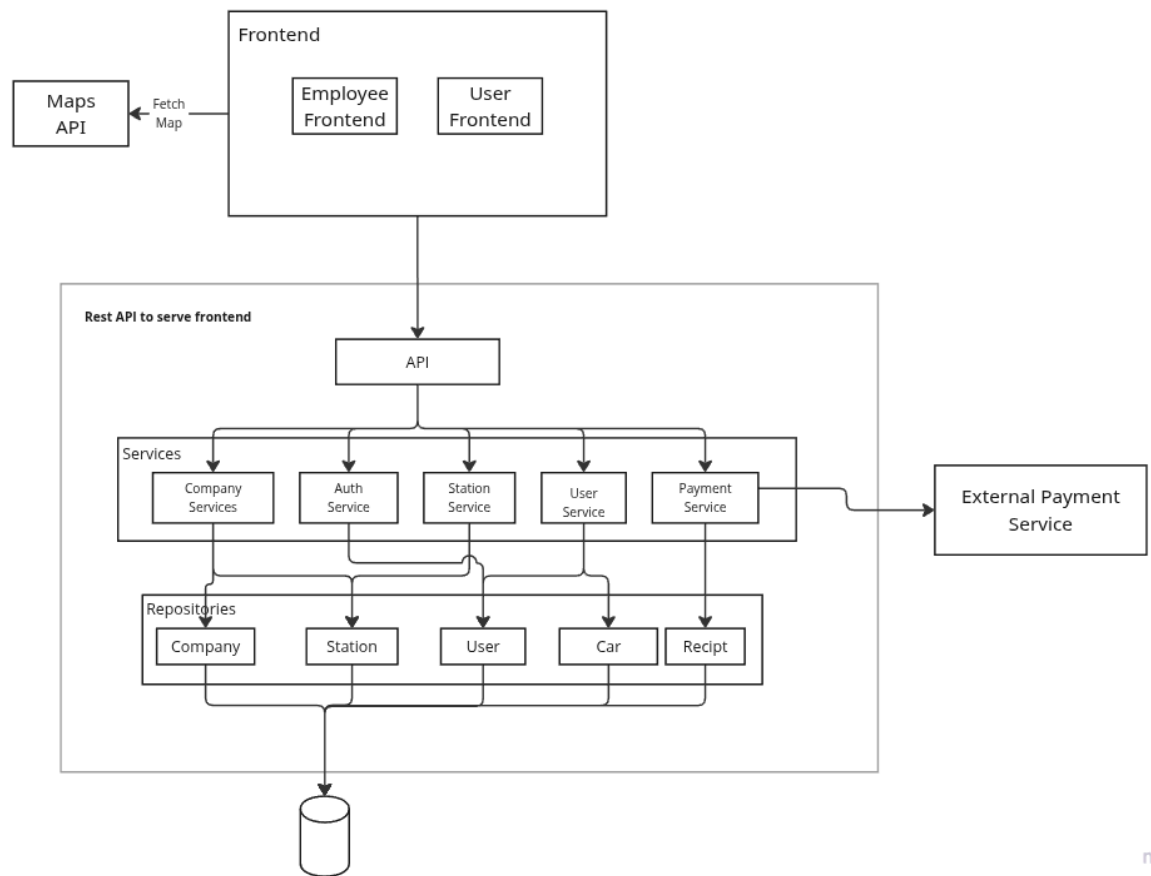 Frontend
Employee
Frontend
User
Frontend
Maps
API
Fetch
Map
Rest API to serve frontend
API
Services
Company
Services
Auth
Service
Station
Service
User
Service
Payment
Service
External Payment
Service
Repositories
Company
Station
User
Car
Recipt